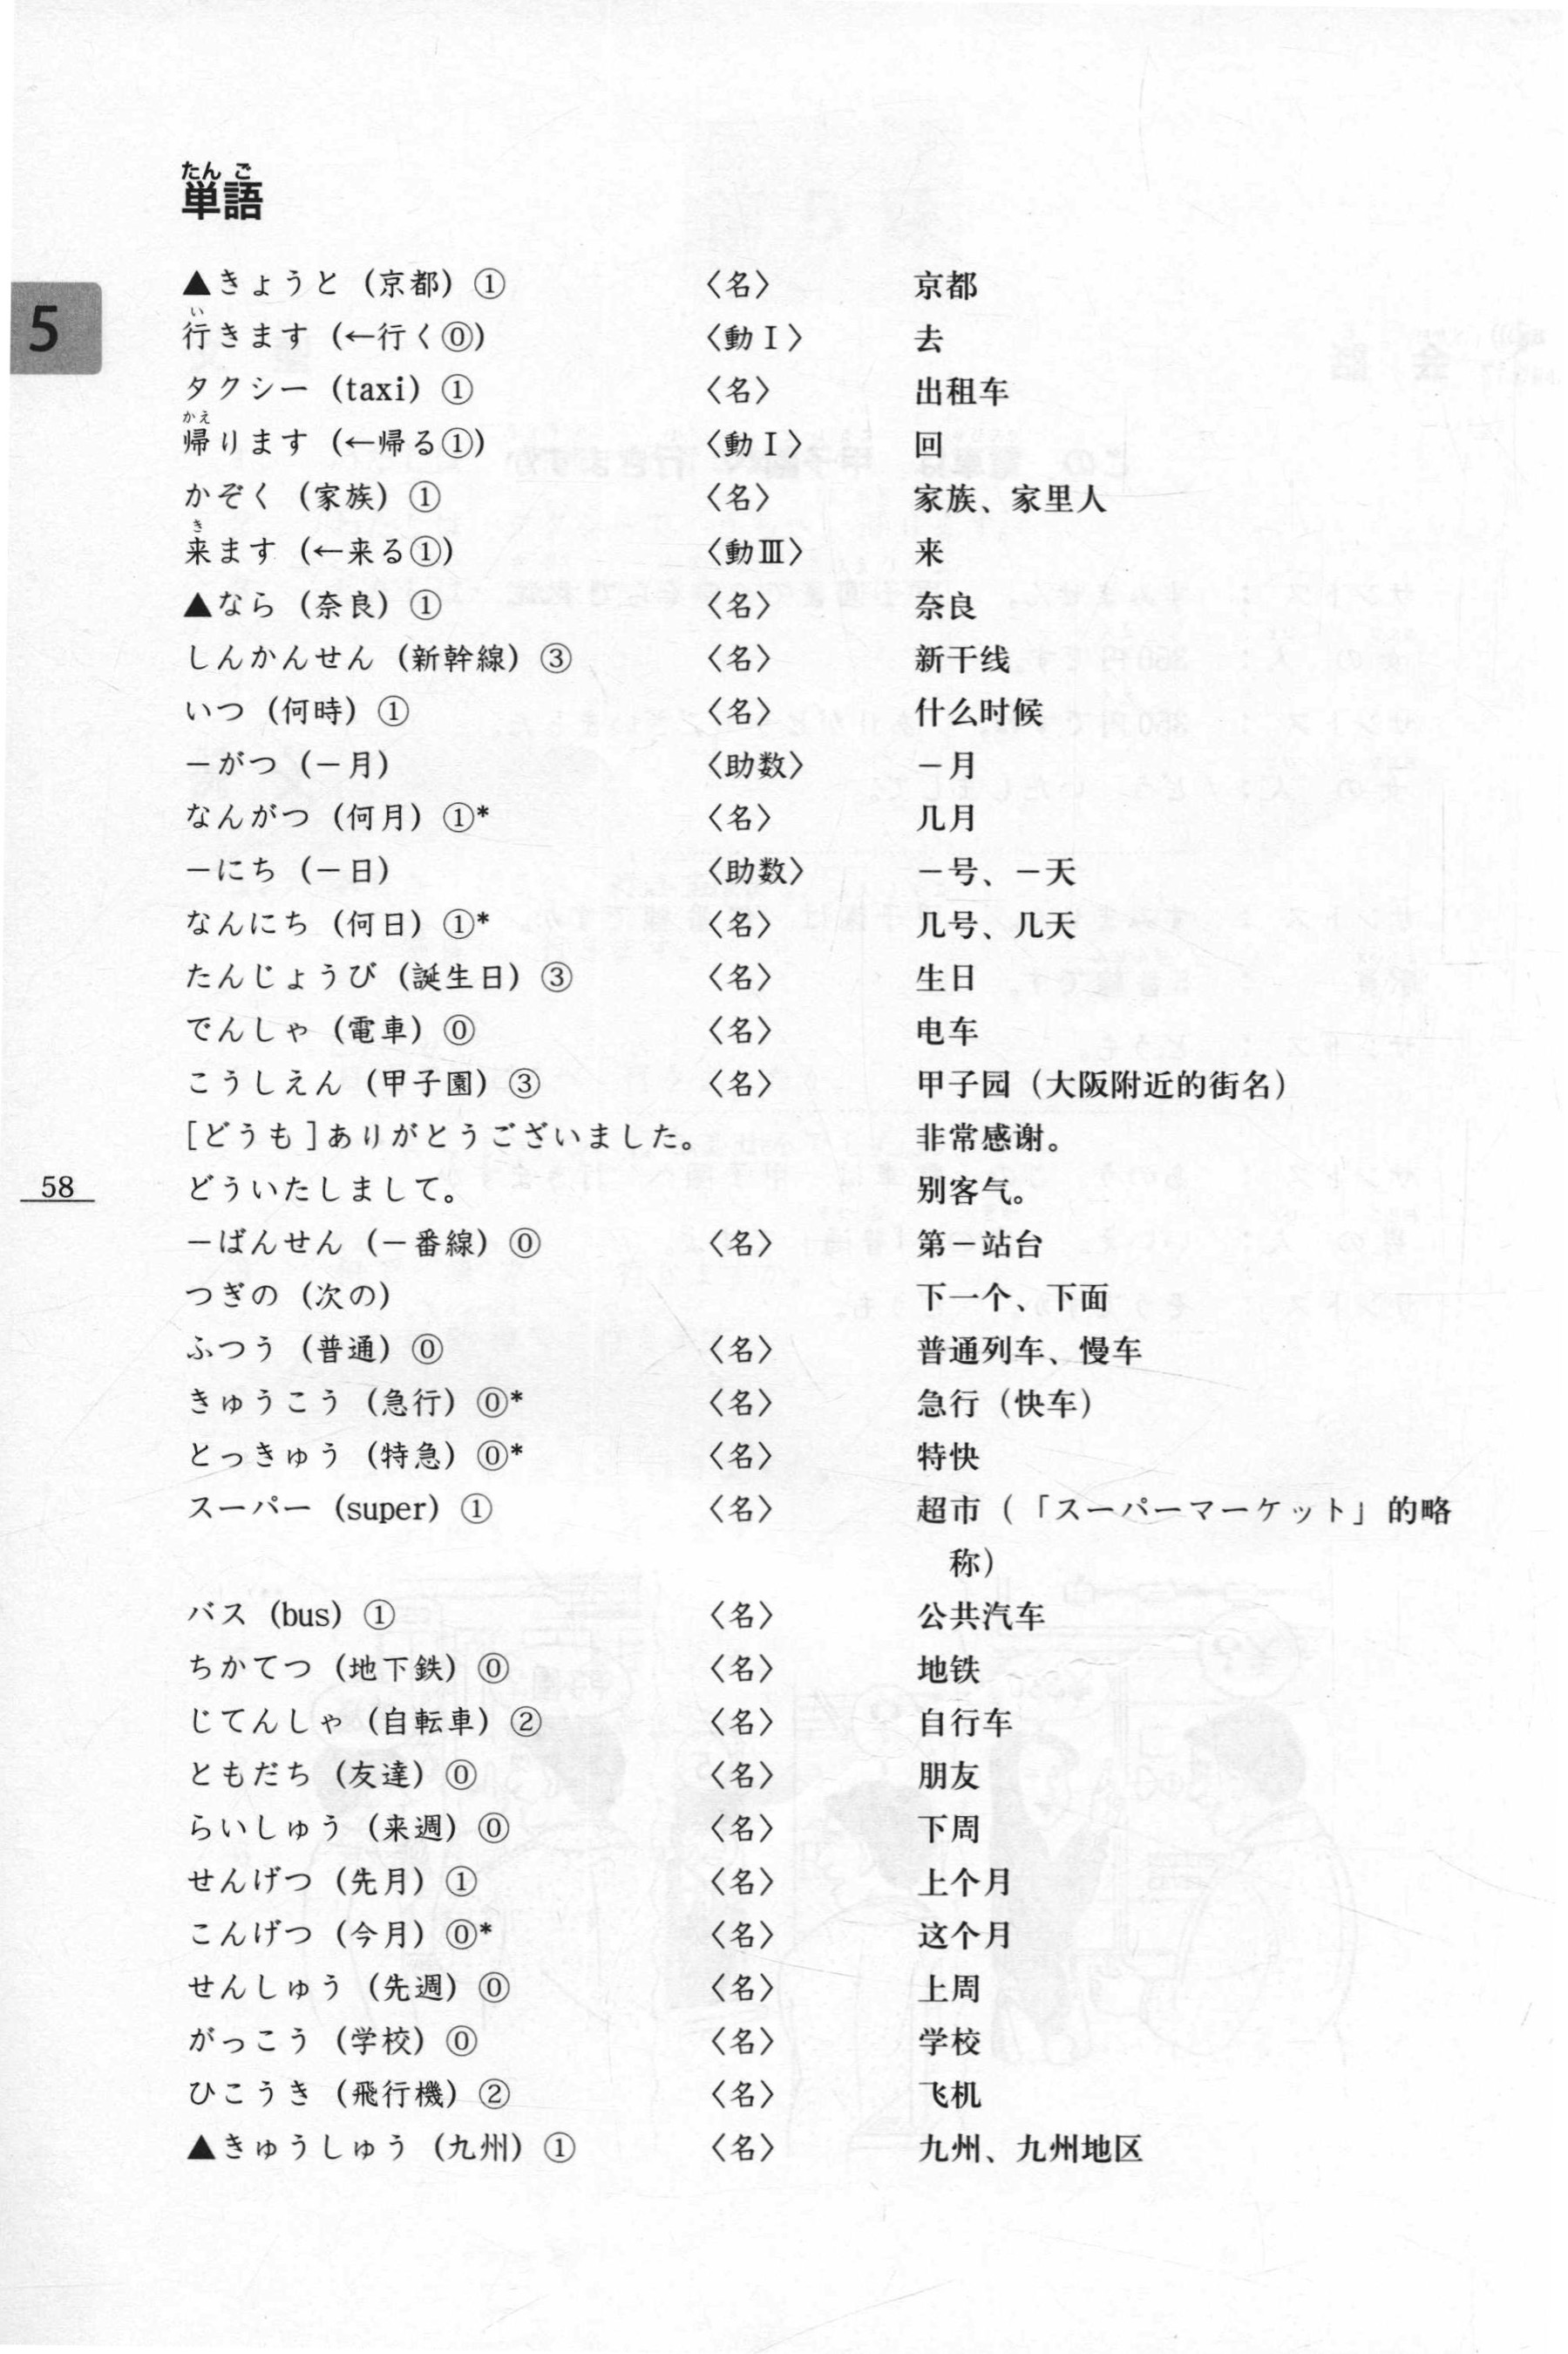 たんご
単語
▲きょうと（京都）① 〈名〉 京都
5
い
行きます（←行く⓪） 〈動Ⅰ〉 去
タクシー（taxi）① 〈名〉 出租车
かえ
帰ります（←帰る①） 〈動Ⅰ〉 回
かぞく（家族）① 〈名〉 家族、家里人
き
来ます（←来る①） 〈動Ⅲ〉 来
▲なら（奈良）① 〈名〉 奈良
しんかんせん（新幹線）③ 〈名〉 新干线
いつ（何時）① 〈名〉 什么时候
－がつ（－月） 〈助数〉 －月
なんがつ（何月）①* 〈名〉 几月
－にち（－日） 〈助数〉 －号、－天
なんにち（何日）①* 〈名〉 几号、几天
たんじょうび（誕生日）③ 〈名〉 生日
でんしゃ（電車）⓪ 〈名〉 电车
こうしえん（甲子園）③ 〈名〉 甲子园（大阪附近的街名）
［どうも］ありがとうございました。 非常感谢。
58
どういたしまして。 别客气。
－ばんせん（－番線）⓪ 〈名〉 第－站台
つぎの（次の） 下一个、下面
ふつう（普通）⓪ 〈名〉 普通列车、慢车
きゅうこう（急行）⓪* 〈名〉 急行（快车）
とっきゅう（特急）⓪* 〈名〉 特快
スーパー（super）① 〈名〉 超市（「スーパーマーケット」的略
称）
バス（bus）① 〈名〉 公共汽车
ちかてつ（地下鉄）⓪ 〈名〉 地铁
じてんしゃ（自転車）② 〈名〉 自行车
ともだち（友達）⓪ 〈名〉 朋友
らいしゅう（来週）⓪ 〈名〉 下周
せんげつ（先月）① 〈名〉 上个月
こんげつ（今月）⓪* 〈名〉 这个月
せんしゅう（先週）⓪ 〈名〉 上周
がっこう（学校）⓪ 〈名〉 学校
ひこうき（飛行機）② 〈名〉 飞机
▲きゅうしゅう（九州）① 〈名〉 九州、九州地区